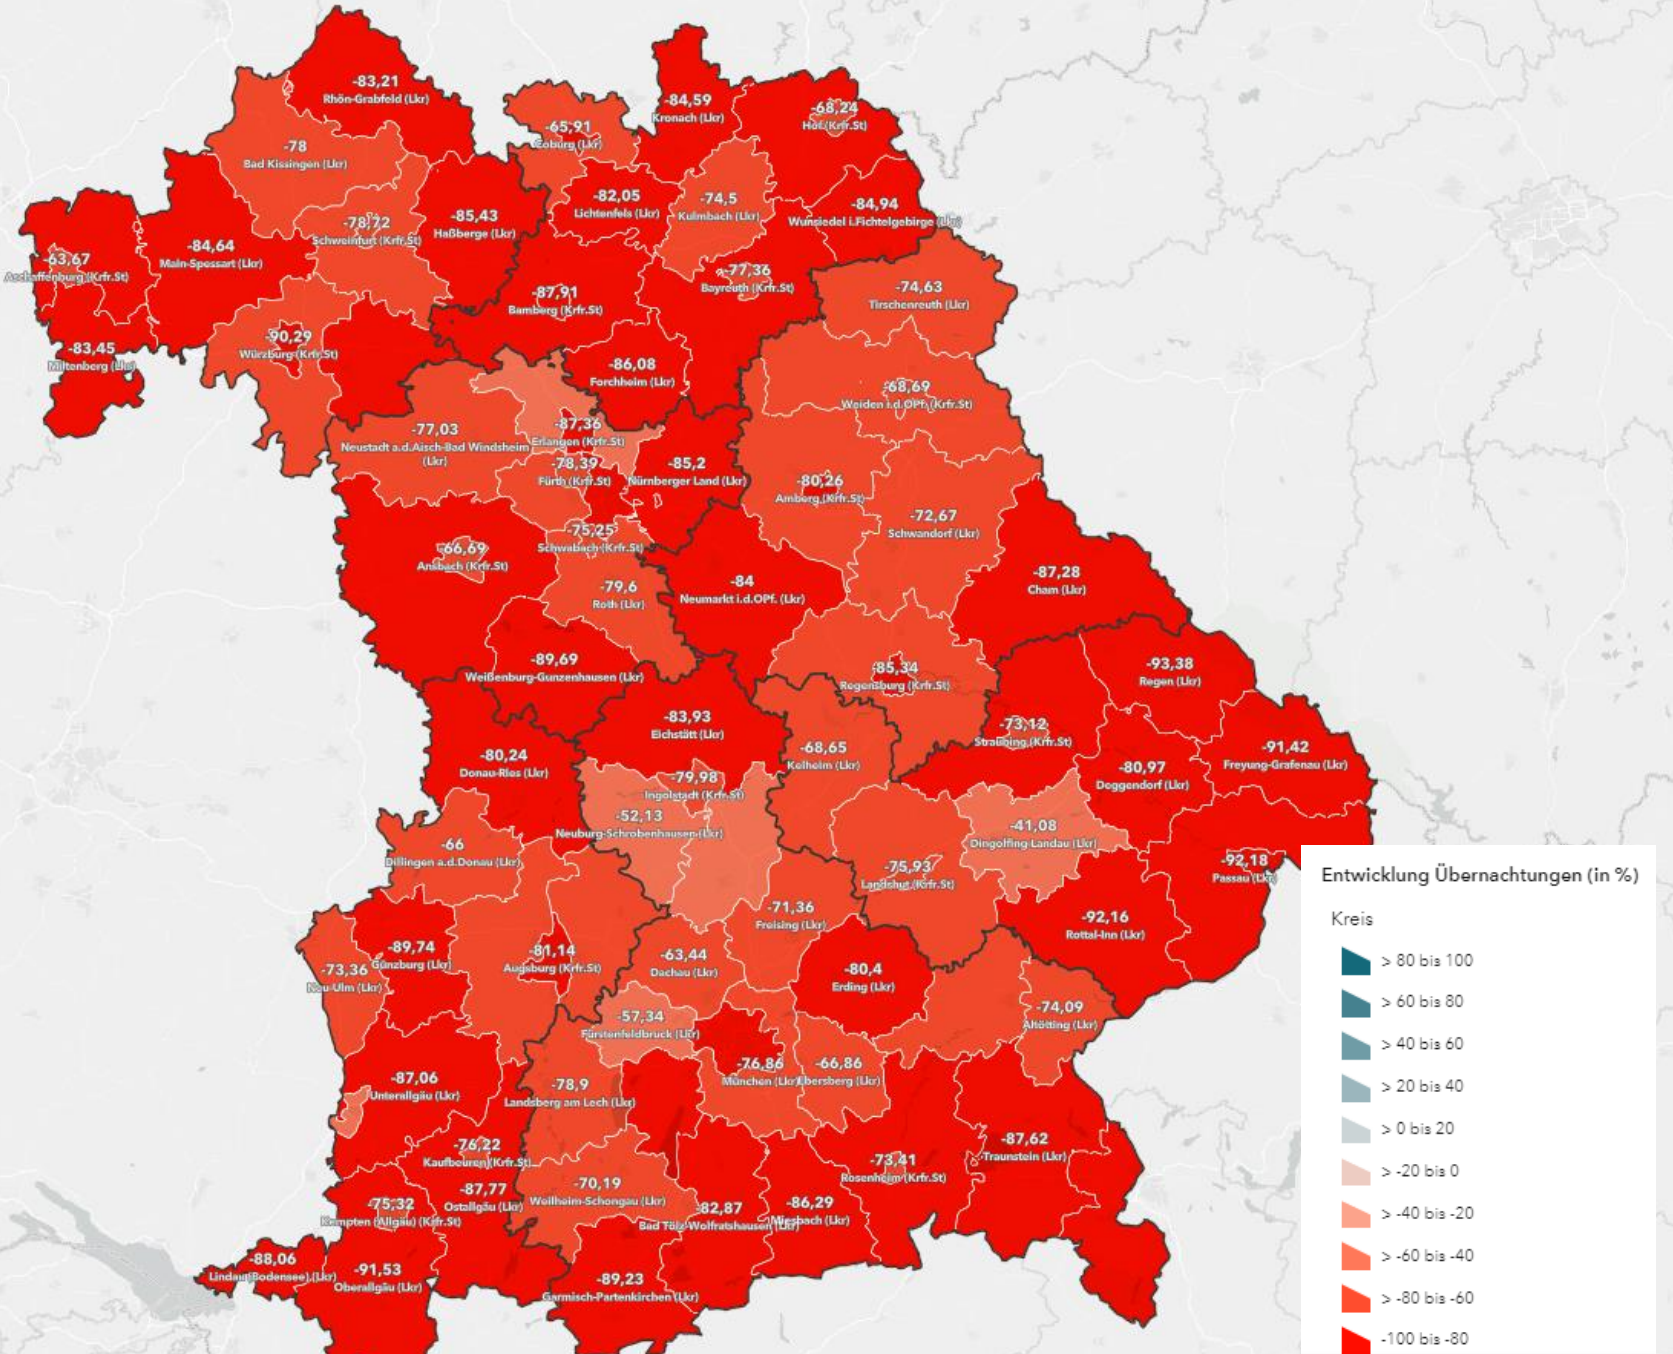 -83,21
Rhön-Grabfeld (Lkr)
-84,59
Kronach (Lkr)
-68,24
Hof (Krfr.St)
-65,91
Coburg (Lkr)
-78
Bad Kissingen (Lkr)
-82,05
Lichtenfels (Lkr)
-74,5
Kulmbach (Lkr)
-84,94
Wunsiedel i.Fichtelgebirge (Lkr)
-78,72
Schweinfurt (Krfr.St)
-85,43
Haßberge (Lkr)
-84,64
Main-Spessart (Lkr)
-63,67
Aschaffenburg (Krfr.St)
-77,36
Bayreuth (Krfr.St)
-87,91
Bamberg (Krfr.St)
-74,63
Tirschenreuth (Lkr)
-90,29
Würzburg (Krfr.St)
-83,45
Miltenberg (Lkr)
-86,08
Forchheim (Lkr)
-68,69
Weiden i.d.OPf. (Krfr.St)
-77,03
Neustadt a.d.Aisch-Bad Windsheim
(Lkr)
-87,36
Erlangen (Krfr.St)
-78,39
Fürth (Krfr.St)
-85,2
Nürnberger Land (Lkr)
-80,26
Amberg (Krfr.St)
-72,67
Schwandorf (Lkr)
-75,25
Schwabach (Krfr.St)
-66,69
Ansbach (Krfr.St)
-79,6
Roth (Lkr)
-84
Neumarkt i.d.OPf. (Lkr)
-87,28
Cham (Lkr)
-89,69
Weißenburg-Gunzenhausen (Lkr)
-85,34
Regensburg (Krfr.St)
-93,38
Regen (Lkr)
-83,93
Eichstätt (Lkr)
-73,12
Straubing (Krfr.St)
-68,65
Kelheim (Lkr)
-91,42
Freyung-Grafenau (Lkr)
-80,24
Donau-Ries (Lkr)
-80,97
Deggendorf (Lkr)
-79,98
Ingolstadt (Krfr.St)
-52,13
Neuburg-Schrobenhausen (Lkr)
-41,08
Dingolfing-Landau (Lkr)
-66
Dillingen a.d.Donau (Lkr)
-75,93
Landshut (Krfr.St)
-92,18
Passau (Lkr)
-71,36
Freising (Lkr)
-92,16
Rottal-Inn (Lkr)
-89,74
Günzburg (Lkr)
-81,14
Augsburg (Krfr.St)
-63,44
Dachau (Lkr)
-73,36
Neu-Ulm (Lkr)
-80,4
Erding (Lkr)
-57,34
Fürstenfeldbruck (Lkr)
-74,09
Altötting (Lkr)
-76,86
München (Lkr)
-66,86
Ebersberg (Lkr)
-87,06
Unterallgäu (Lkr)
-78,9
Landsberg am Lech (Lkr)
-76,22
Kaufbeuren (Krfr.St)
-73,41
Rosenheim (Krfr.St)
-87,62
Traunstein (Lkr)
-87,77
Ostallgäu (Lkr)
-70,19
Weilheim-Schongau (Lkr)
-75,32
Kempten (Allgäu) (Krfr.St)
-82,87
Bad Tölz-Wolfratshausen (Lkr)
-86,29
Miesbach (Lkr)
-88,06
Lindau (Bodensee) (Lkr)
-91,53
Oberallgäu (Lkr)
-89,23
Garmisch-Partenkirchen (Lkr)
Entwicklung Übernachtungen (in %)
Kreis
> 80 bis 100
> 60 bis 80
> 40 bis 60
> 20 bis 40
> 0 bis 20
> -20 bis 0
> -40 bis -20
> -60 bis -40
> -80 bis -60
-100 bis -80